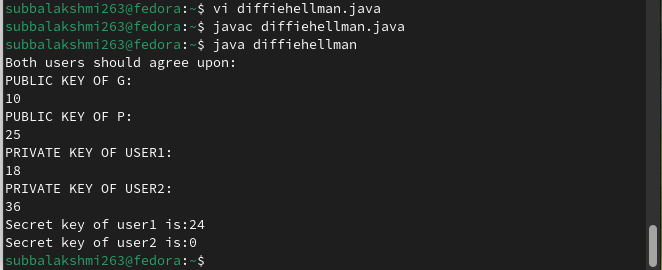 subbalakshmi263@fedora:~$ vi diffiehellman.java
subbalakshmi263@fedora:~$ javac diffiehellman.java
subbalakshmi263@fedora:~$ java diffiehellman
Both users should agree upon:
PUBLIC KEY OF G:
10
PUBLIC KEY OF P:
25
PRIVATE KEY OF USER1:
18
PRIVATE KEY OF USER2:
36
Secret key of user1 is:24
Secret key of user2 is:0
subbalakshmi263@fedora:~$